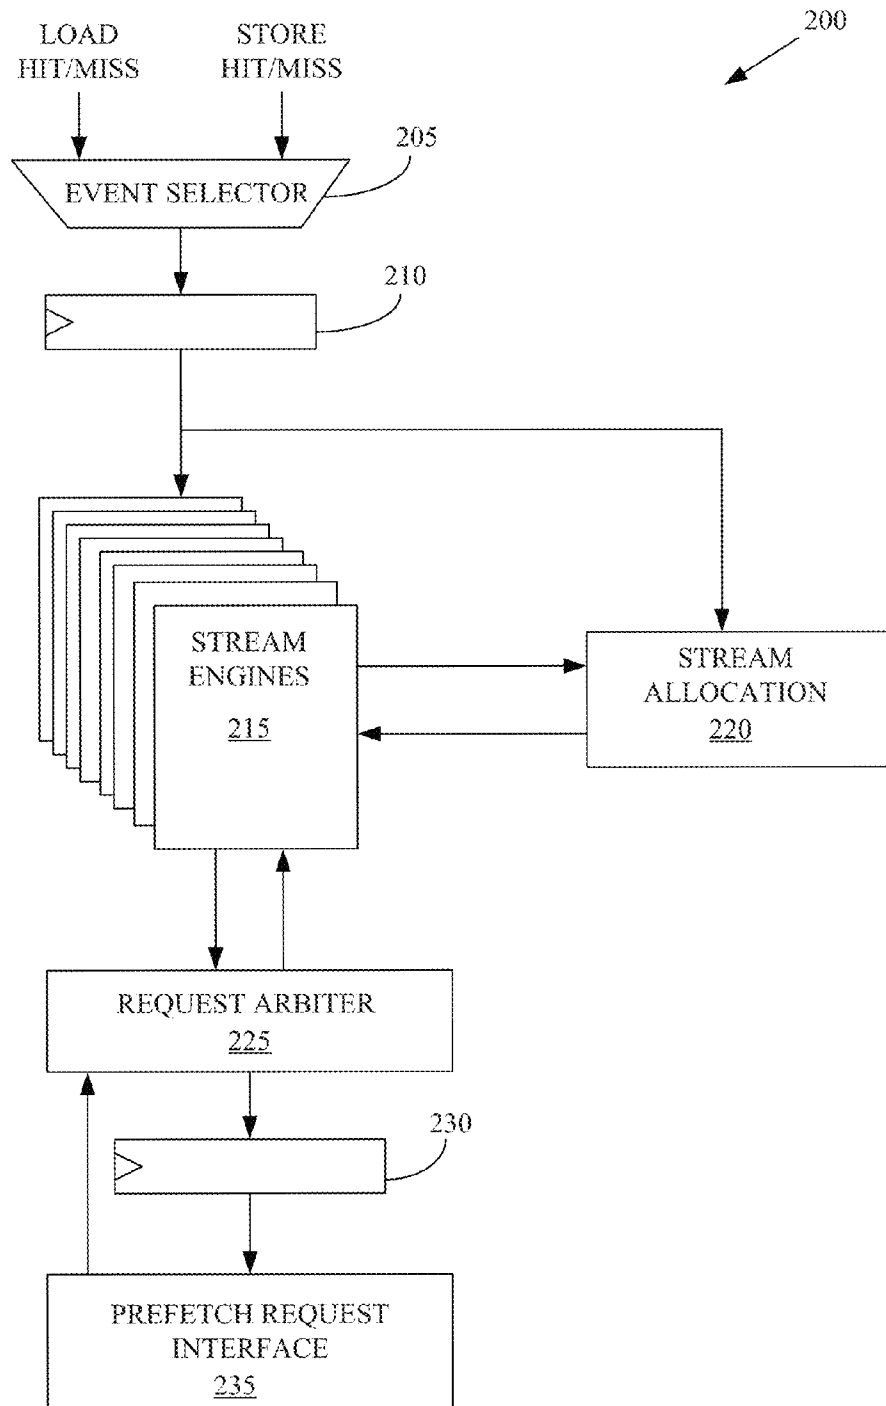 200
LOAD
HIT/MISS
STORE
HIT/MISS
205
EVENT SELECTOR
210
STREAM
ENGINES
215
STREAM
ALLOCATION
220
REQUEST ARBITER
225
230
PREFETCH REQUEST
INTERFACE
235